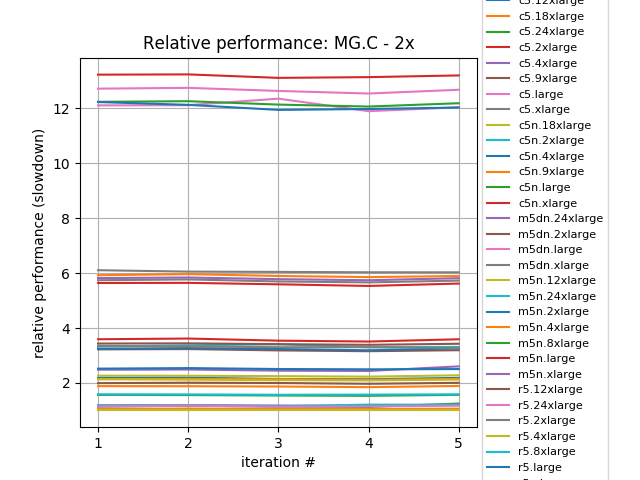 Relative performance: MG.C - 2x
relative performance (slowdown)
12
10
8
6
4
2
1
2
3
4
5
iteration #
c5.12xlarge
c5.18xlarge
c5.24xlarge
c5.2xlarge
c5.4xlarge
c5.9xlarge
c5.large
c5.xlarge
c5n.18xlarge
c5n.2xlarge
c5n.4xlarge
c5n.9xlarge
c5n.large
c5n.xlarge
m5dn.24xlarge
m5dn.2xlarge
m5dn.large
m5dn.xlarge
m5n.12xlarge
m5n.24xlarge
m5n.2xlarge
m5n.4xlarge
m5n.8xlarge
m5n.large
m5n.xlarge
r5.12xlarge
r5.24xlarge
r5.2xlarge
r5.4xlarge
r5.8xlarge
r5.large